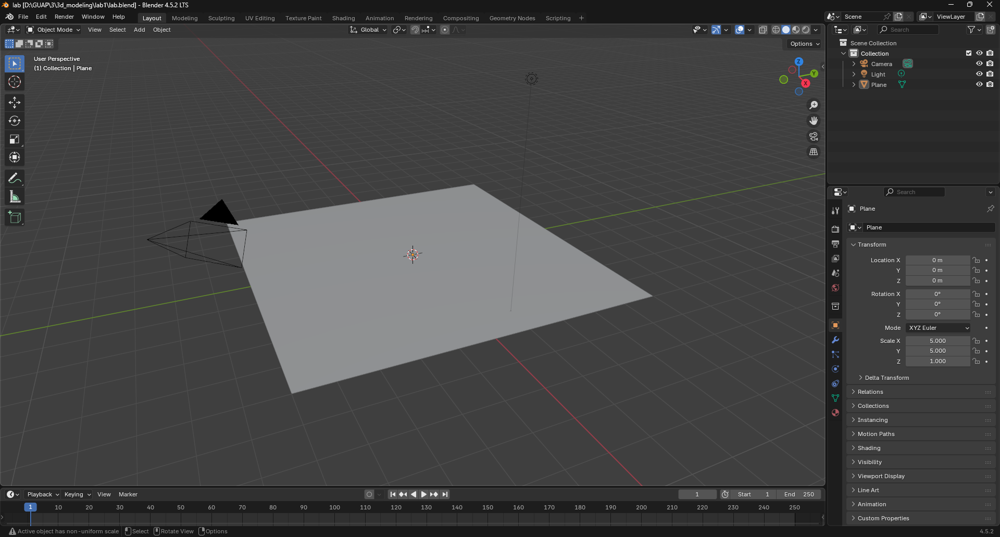 lab [D:\GUAP\3\3d_modeling\lab1\lab.blend] - Blender 4.5.2 LTS
File Edit Render Window Help Layout Modeling Sculpting UV Editing Texture Paint Shading Animation Rendering Compositing Geometry Nodes Scripting + Scene ViewLayer
Object Mode View Select Add Object Global Search
Options
User Perspective
(1) Collection | Plane
Z
Y
X
Scene Collection
Collection
Camera
Light
Plane
Search
Plane
Plane
Transform
Location X 0 m
Y 0 m
Z 0 m
Rotation X 0°
Y 0°
Z 0°
Mode XYZ Euler
Scale X 5.000
Y 5.000
Z 1.000
Delta Transform
Relations
Collections
Instancing
Motion Paths
Shading
Visibility
Viewport Display
Line Art
Animation
Custom Properties
Playback Keying View Marker 1 Start 1 End 250
1 10 20 30 40 50 60 70 80 90 100 110 120 130 140 150 160 170 180 190 200 210 220 230 240 250
Active object has non-uniform scale Select Rotate View Options 4.5.2